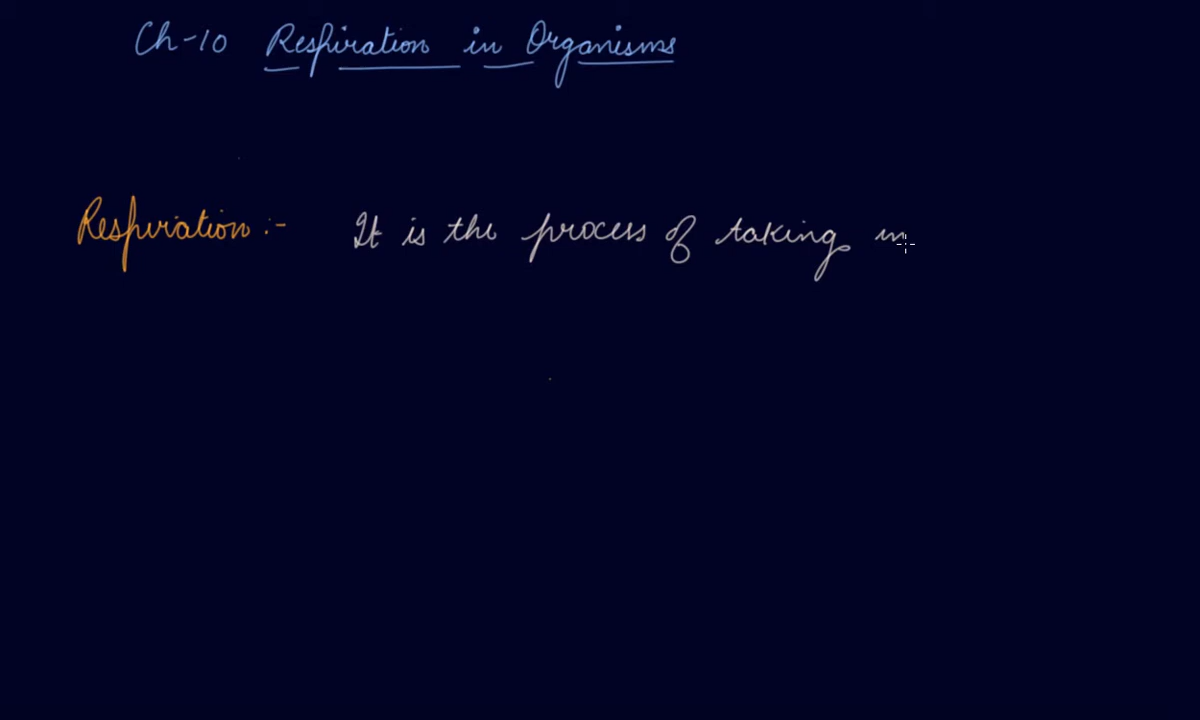 Ch-10 Respiration in Organisms
Respiration :- It is the process of taking in